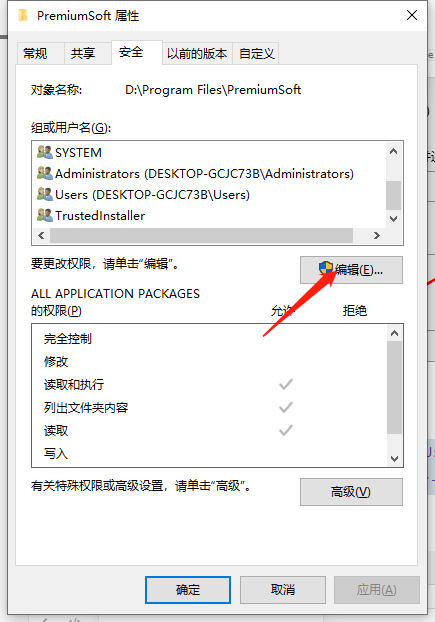 PremiumSoft 属性
常规 共享 安全 以前的版本 自定义
对象名称: D:\Program Files\PremiumSoft
组或用户名(G):
SYSTEM
Administrators (DESKTOP-GCJC73B\Administrators)
Users (DESKTOP-GCJC73B\Users)
TrustedInstaller
要更改权限，请单击“编辑”。
编辑(E)...
ALL APPLICATION PACKAGES
的权限(P) 允许 拒绝
完全控制
修改
读取和执行
列出文件夹内容
读取
写入
有关特殊权限或高级设置，请单击“高级”。
高级(V)
确定 取消 应用(A)